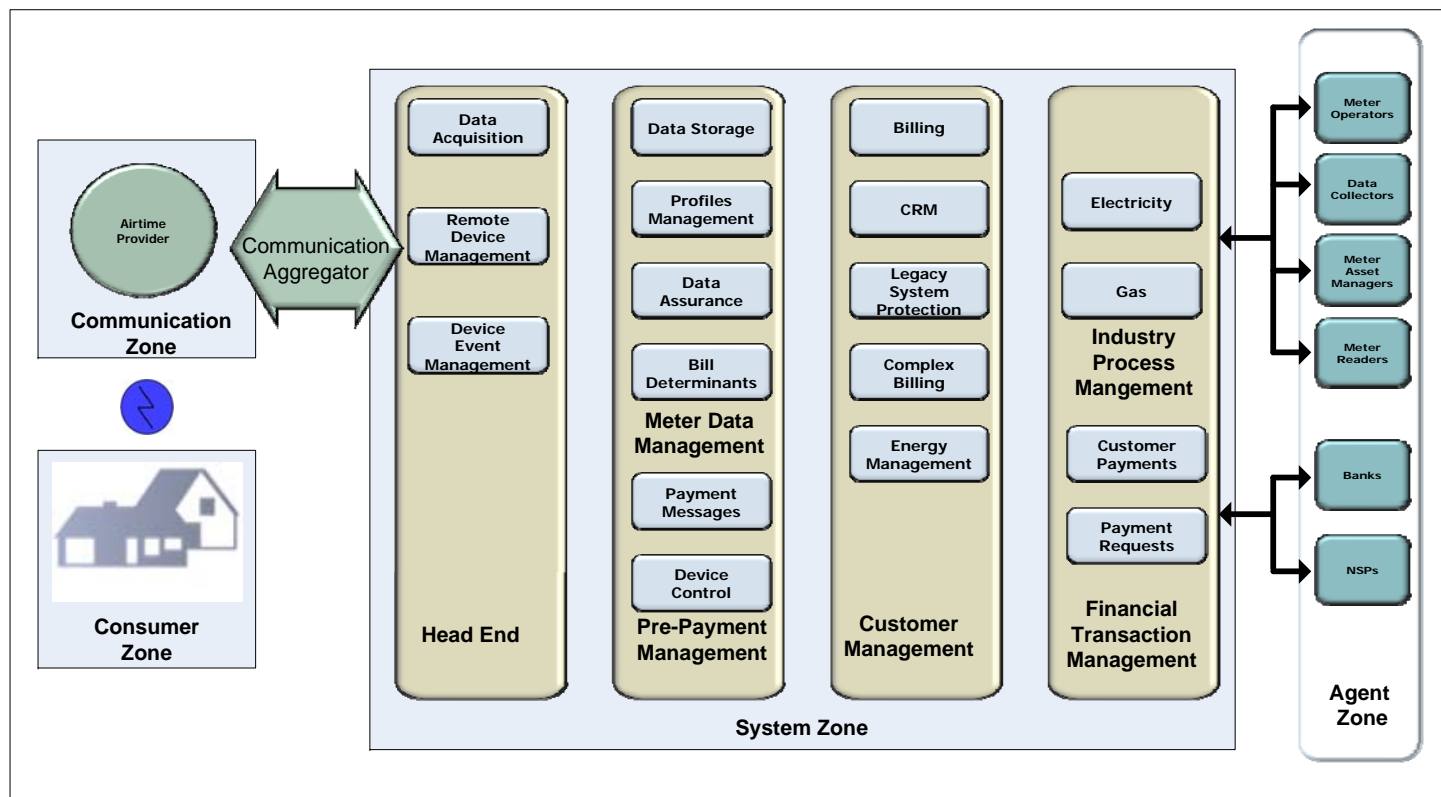 Airtime
Provider
Communication
Zone
Consumer
Zone
Communication
Aggregator
Data
Acquisition
Remote
Device
Management
Device
Event
Management
Head End
Data Storage
Profiles
Management
Data
Assurance
Bill
Determinants
Meter Data
Management
Payment
Messages
Device
Control
Pre-Payment
Management
Billing
CRM
Legacy
System
Protection
Complex
Billing
Energy
Management
Customer
Management
Electricity
Gas
Industry
Process
Mangement
Customer
Payments
Payment
Requests
Financial
Transaction
Management
System Zone
Meter
Operators
Data
Collectors
Meter
Asset
Managers
Meter
Readers
Banks
NSPs
Agent
Zone